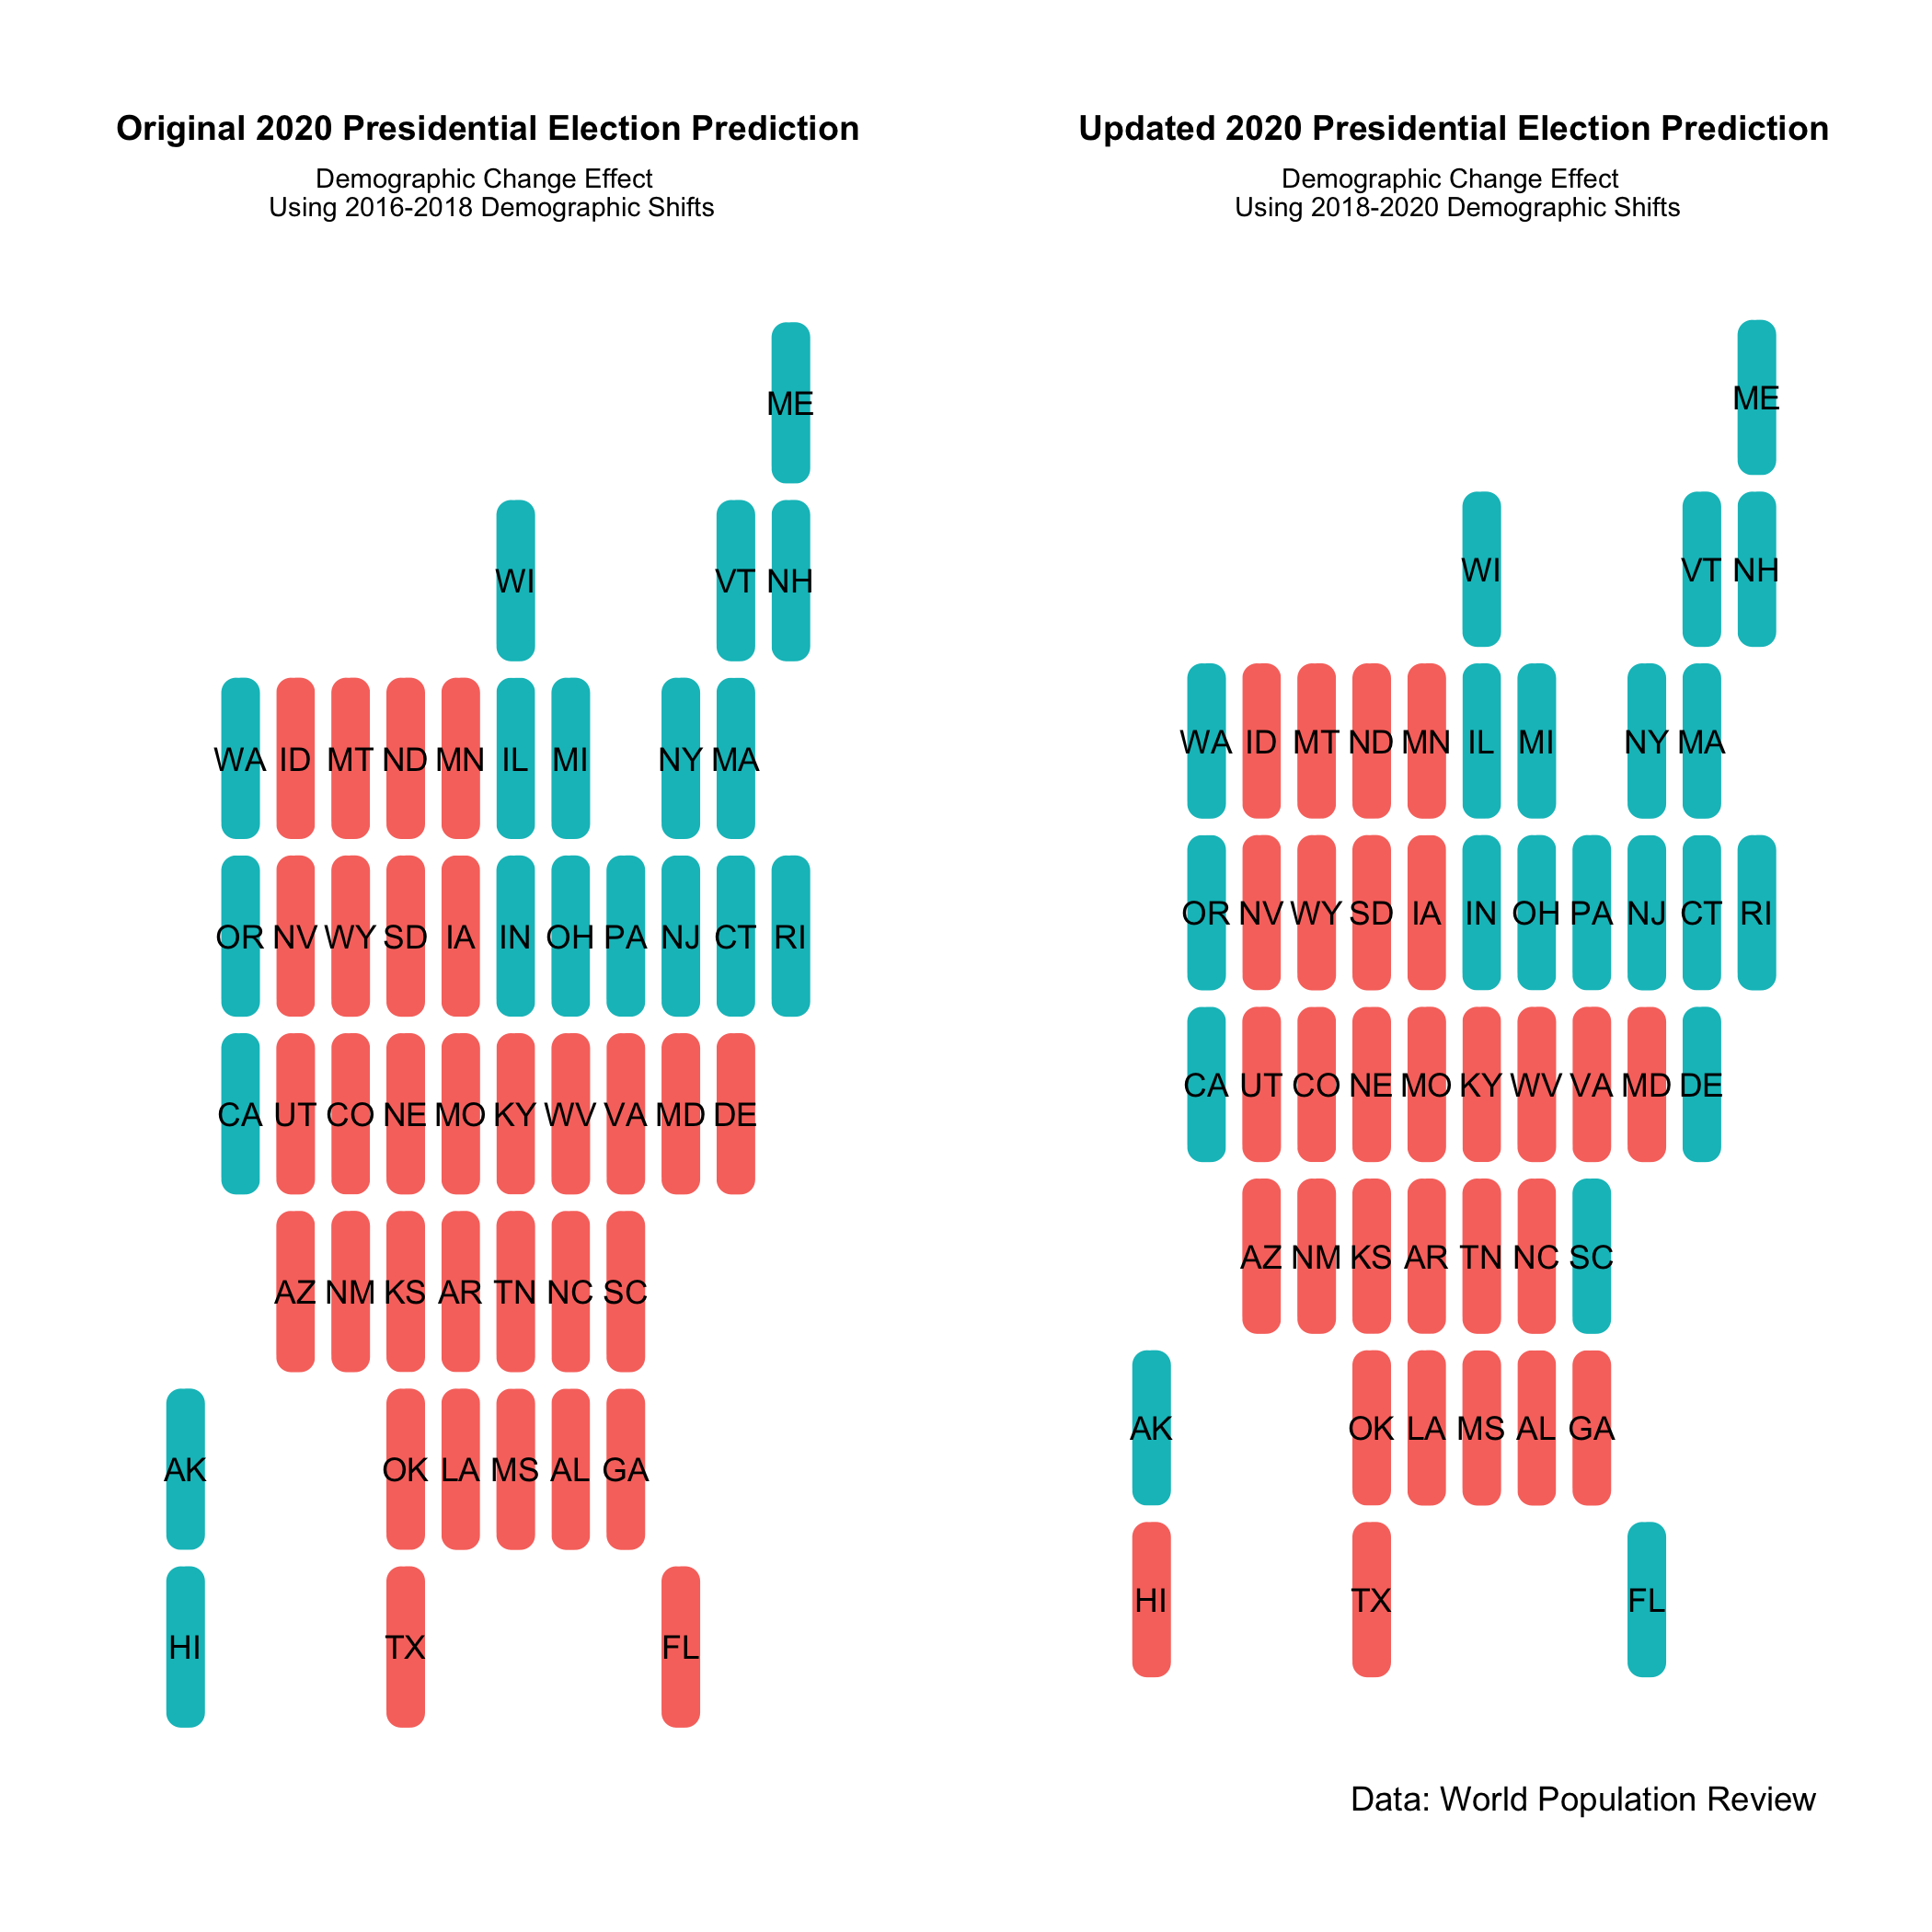 Original 2020 Presidential Election Prediction
Demographic Change Effect
Using 2016-2018 Demographic Shifts
ME
WI VT NH
WA ID MT ND MN IL MI NY MA
OR NV WY SD IA IN OH PA NJ CT RI
CA UT CO NE MO KY WV VA MD DE
AZ NM KS AR TN NC SC
AK OK LA MS AL GA
HI TX FL
Updated 2020 Presidential Election Prediction
Demographic Change Effect
Using 2018-2020 Demographic Shifts
ME
WI VT NH
WA ID MT ND MN IL MI NY MA
OR NV WY SD IA IN OH PA NJ CT RI
CA UT CO NE MO KY WV VA MD DE
AZ NM KS AR TN NC SC
AK OK LA MS AL GA
HI TX FL
Data: World Population Review